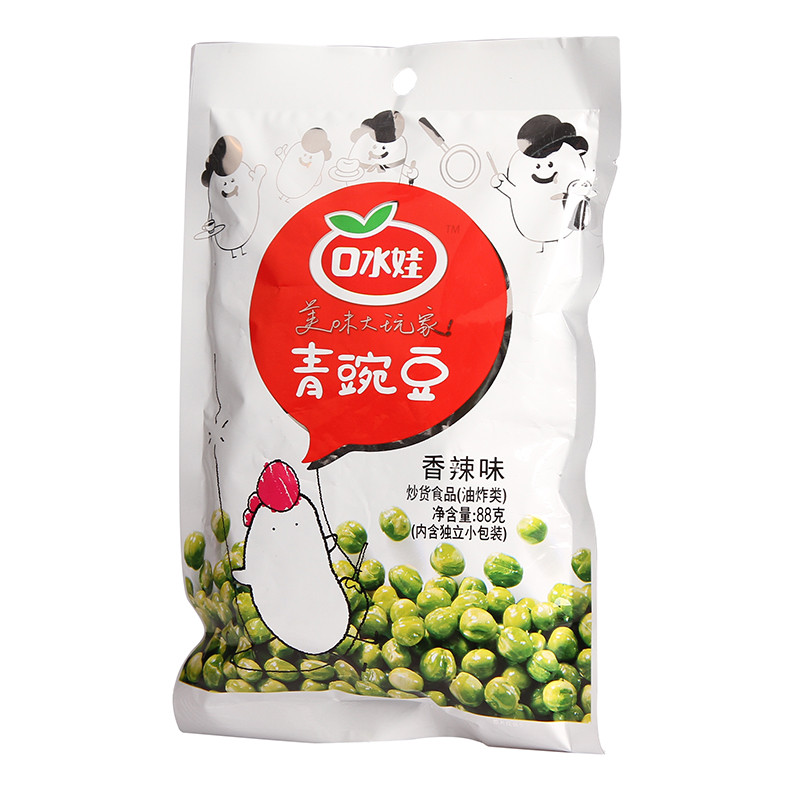 口水娃
TM
美味大玩家
青豌豆
香辣味
炒货食品(油炸类)
净含量:88克
(内含独立小包装)